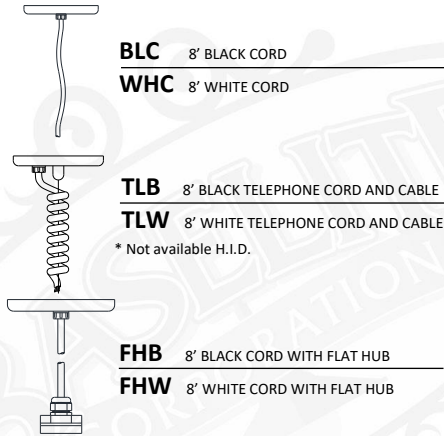 BLC 8’ BLACK CORD
WHC 8’ WHITE CORD
TLB 8’ BLACK TELEPHONE CORD AND CABLE
TLW 8’ WHITE TELEPHONE CORD AND CABLE
* Not available H.I.D.
FHB 8’ BLACK CORD WITH FLAT HUB
FHW 8’ WHITE CORD WITH FLAT HUB
BASELITE
CORPORATION